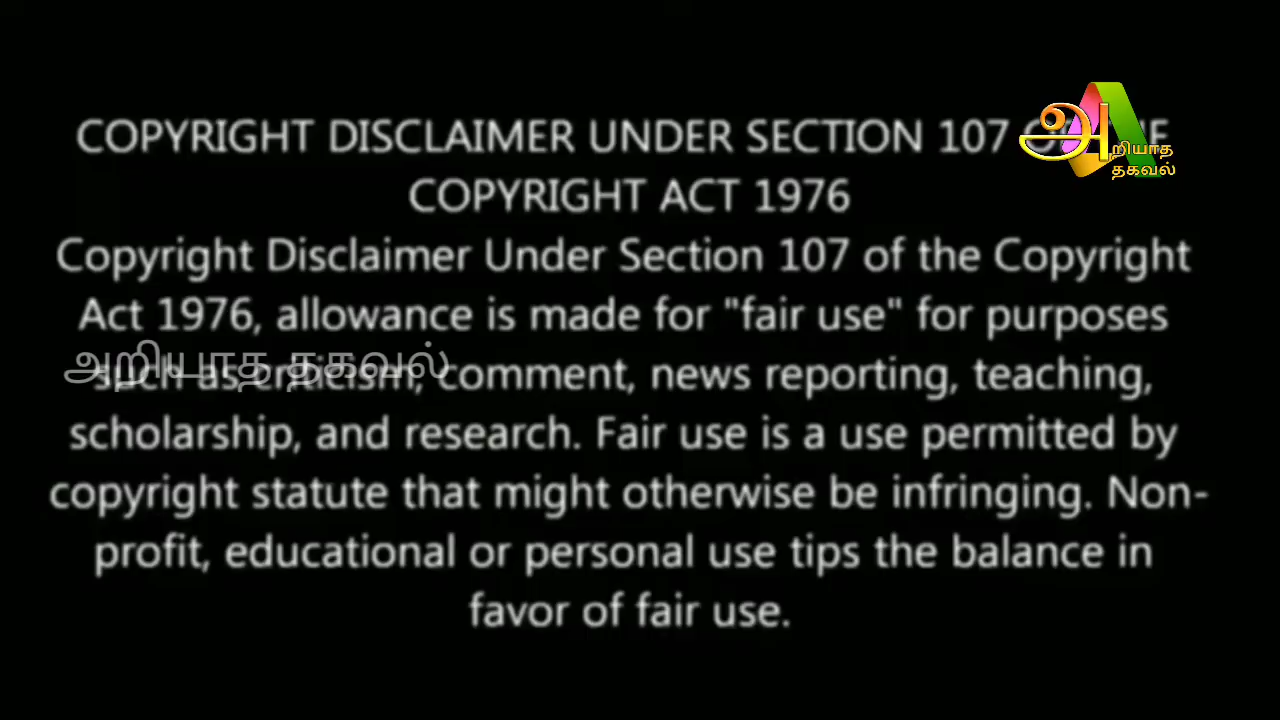 COPYRIGHT DISCLAIMER UNDER SECTION 107
COPYRIGHT ACT 1976
Copyright Disclaimer Under Section 107 of the Copyright
Act 1976, allowance is made for "fair use" for purposes
such as criticism, comment, news reporting, teaching,
scholarship, and research. Fair use is a use permitted by
copyright statute that might otherwise be infringing. Non-
profit, educational or personal use tips the balance in
favor of fair use.
அறியாத
தகவல்
அறியாத தகவல்